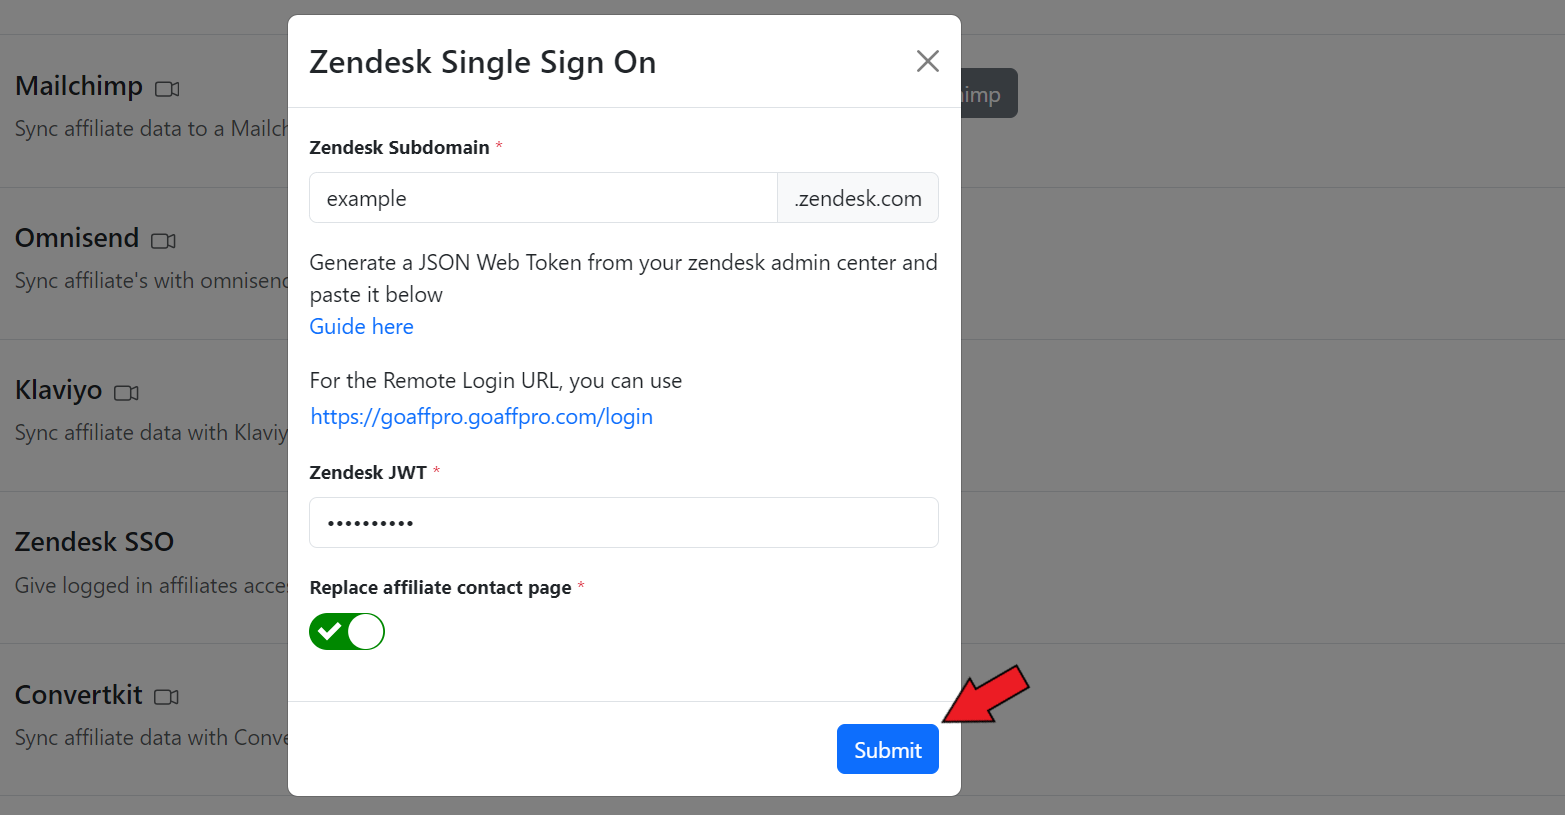 Zendesk Single Sign On
Zendesk Subdomain *
example .zendesk.com
Generate a JSON Web Token from your zendesk admin center and
paste it below
Guide here
For the Remote Login URL, you can use
https://goaffpro.goaffpro.com/login
Zendesk JWT *
••••••••••
Replace affiliate contact page *
Submit
Mailchimp
Sync affiliate data to a Mailch
imp
Omnisend
Sync affiliate's with omnisend
Klaviyo
Sync affiliate data with Klaviy
Zendesk SSO
Give logged in affiliates acce
Convertkit
Sync affiliate data with Conve